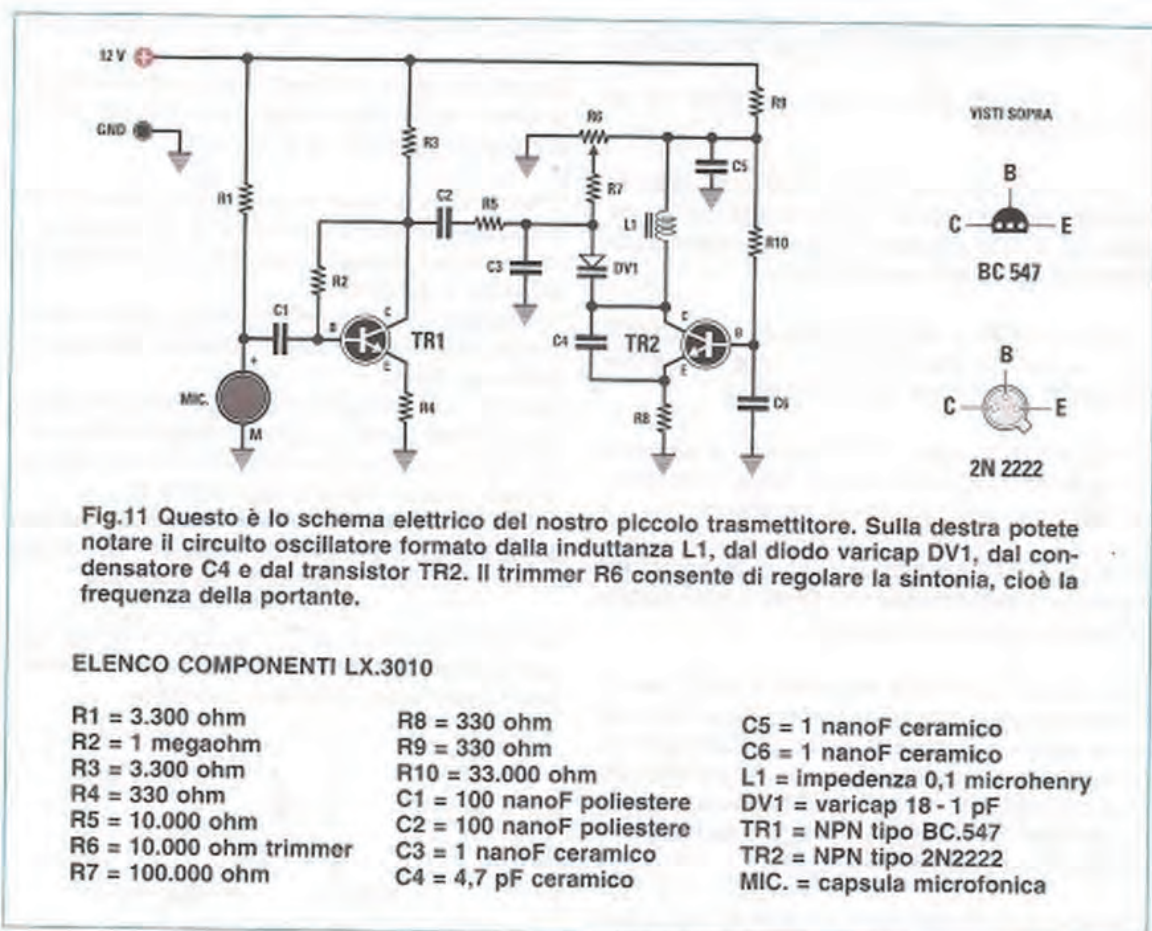 12 V
GND
R1
MIC.
+
M
C1
R2
B
C
E
TR1
R3
R4
C2
R5
C3
R6
R7
DV1
L1
C4
C
E
B
TR2
R8
C5
R10
C6
VISTI SOPRA
B
C
E
BC 547
B
C
E
2N 2222
Fig.11 Questo è lo schema elettrico del nostro piccolo trasmettitore. Sulla destra potete
notare il circuito oscillatore formato dalla induttanza L1, dal diodo varicap DV1, dal con-
densatore C4 e dal transistor TR2. Il trimmer R6 consente di regolare la sintonia, cioè la
frequenza della portante.
ELENCO COMPONENTI LX.3010
R1 = 3.300 ohm
R2 = 1 megaohm
R3 = 3.300 ohm
R4 = 330 ohm
R5 = 10.000 ohm
R6 = 10.000 ohm trimmer
R7 = 100.000 ohm
R8 = 330 ohm
R9 = 330 ohm
R10 = 33.000 ohm
C1 = 100 nanoF poliestere
C2 = 100 nanoF poliestere
C3 = 1 nanoF ceramico
C4 = 4,7 pF ceramico
C5 = 1 nanoF ceramico
C6 = 1 nanoF ceramico
L1 = impedenza 0,1 microhenry
DV1 = varicap 18 - 1 pF
TR1 = NPN tipo BC.547
TR2 = NPN tipo 2N2222
MIC. = capsula microfonica